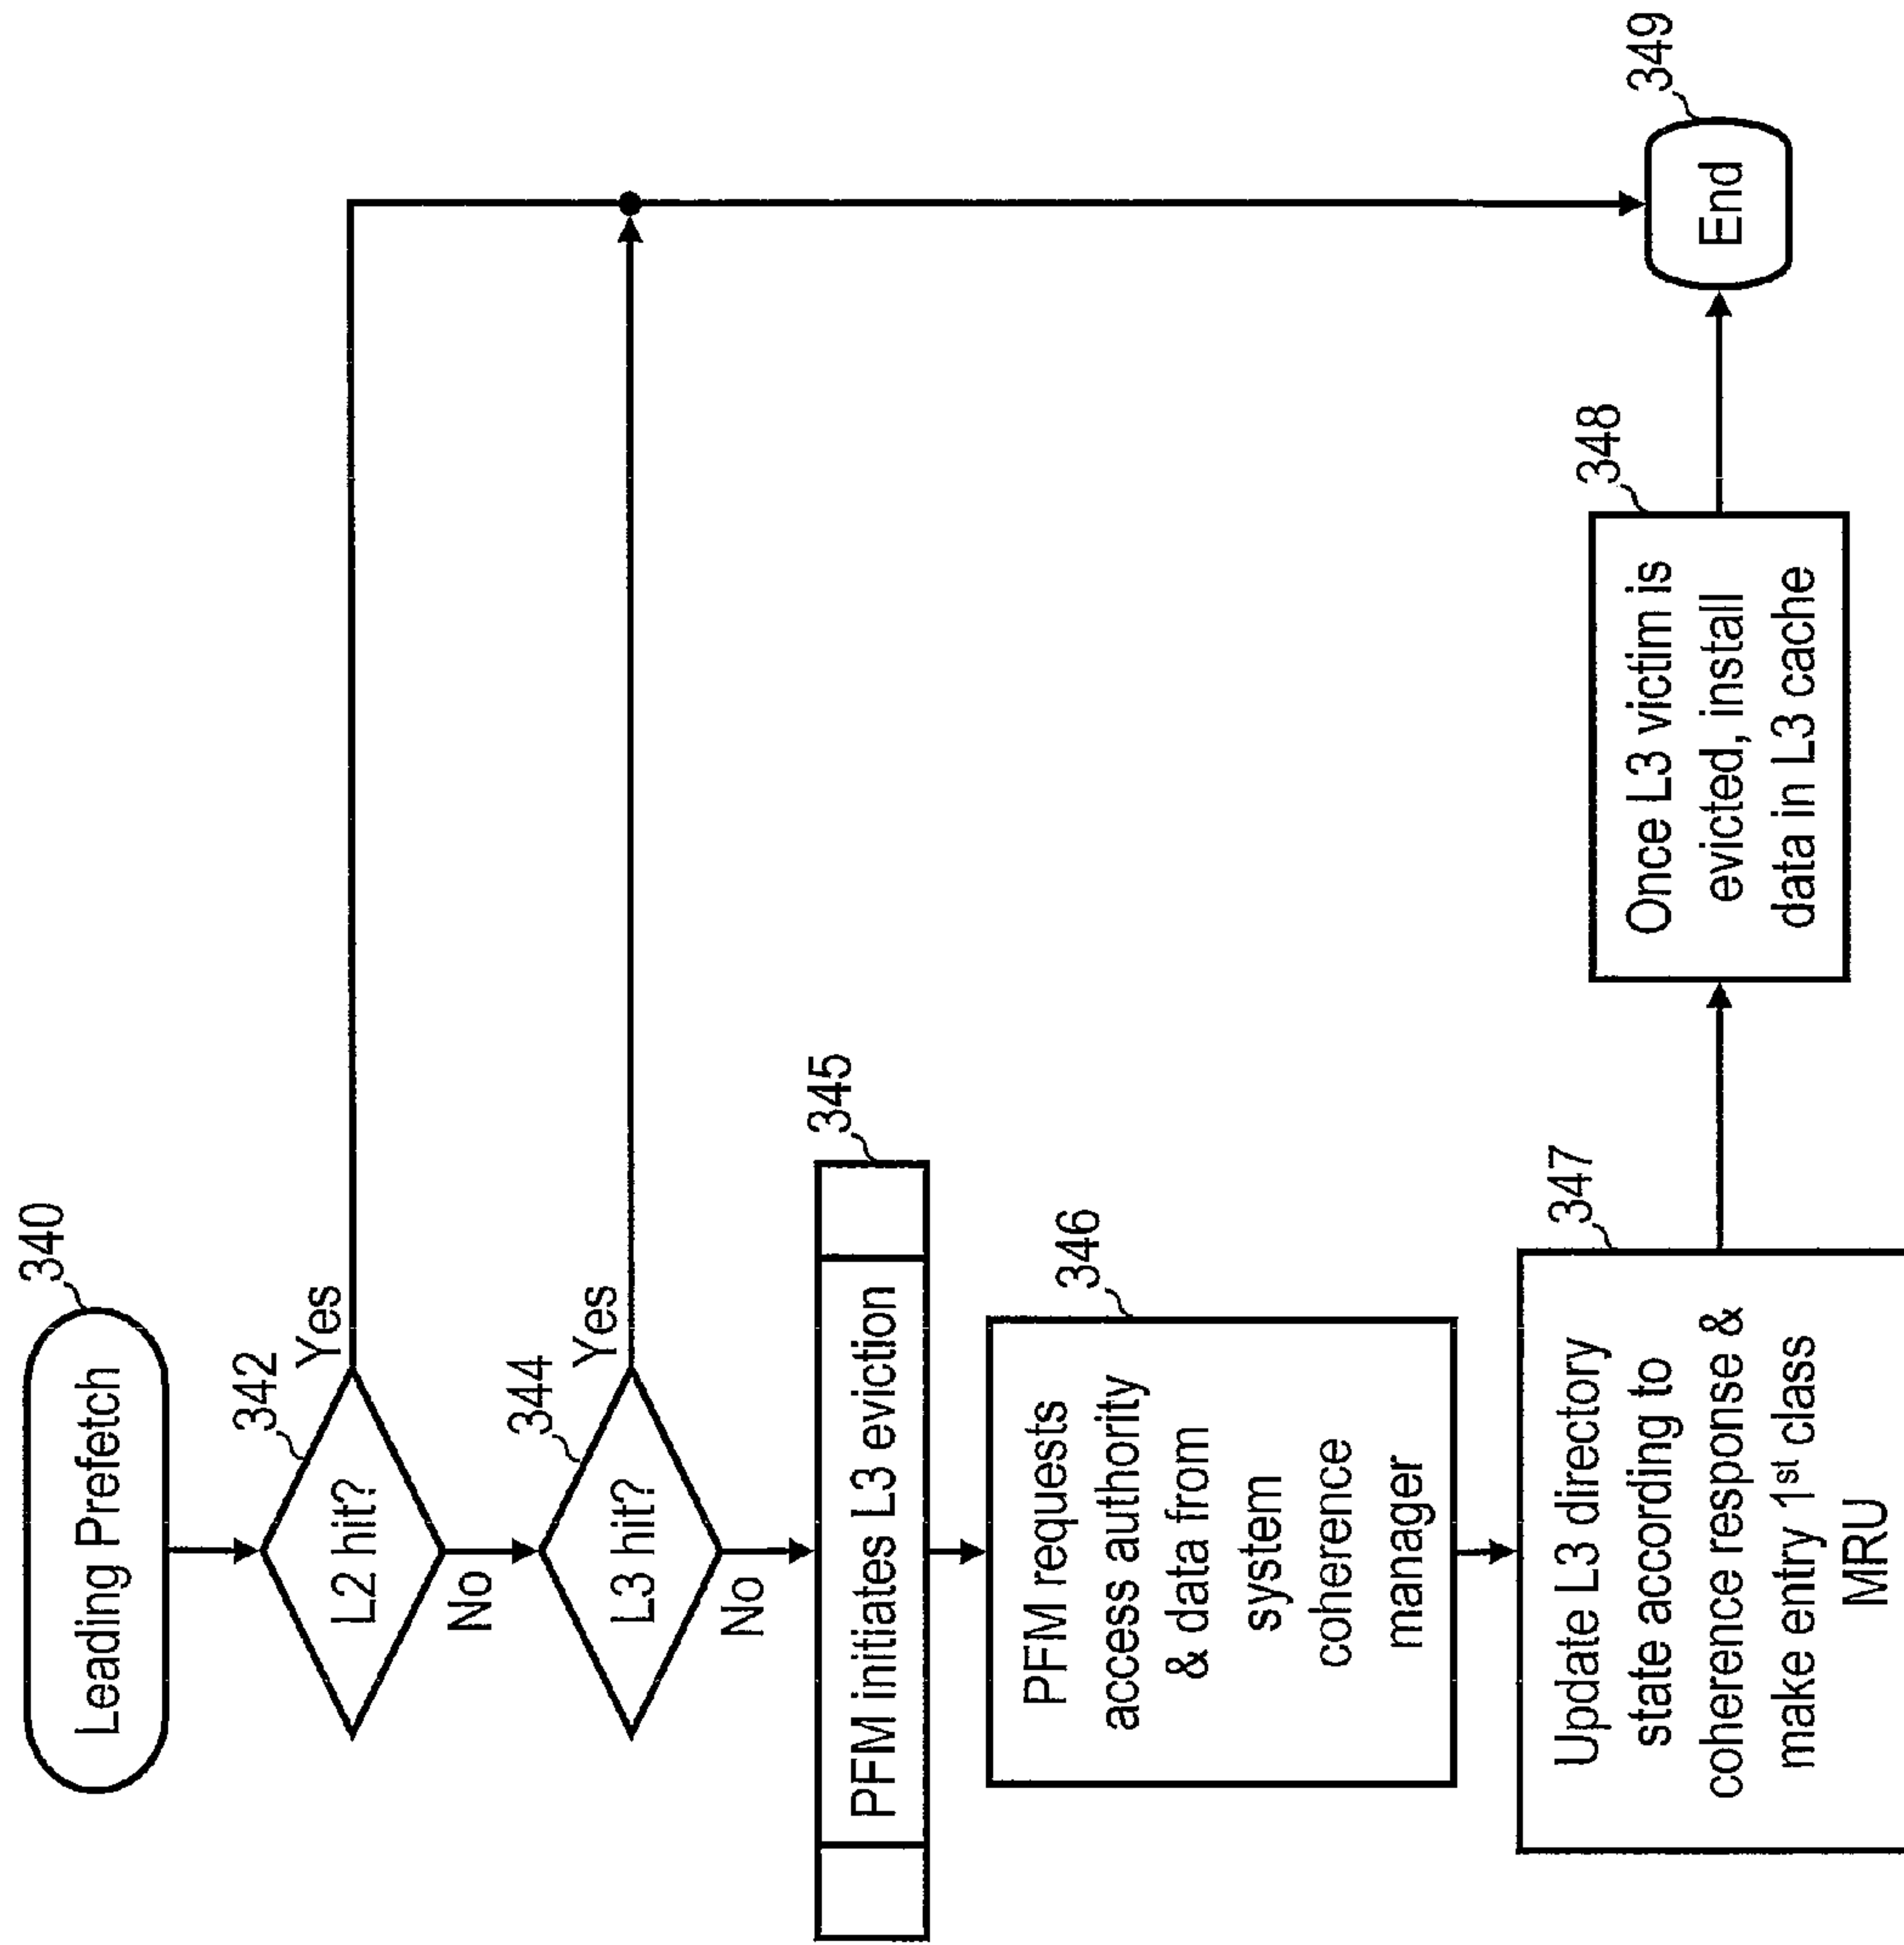 340
Leading Prefetch
342
L2 hit?
Yes
No
344
L3 hit?
Yes
No
345
PFM initiates L3 eviction
346
PFM requests
access authority
& data from
system
coherence
manager
347
Update L3 directory
state according to
coherence response &
make entry 1st class
MRU
348
Once L3 victim is
evicted, install
data in L3 cache
349
End